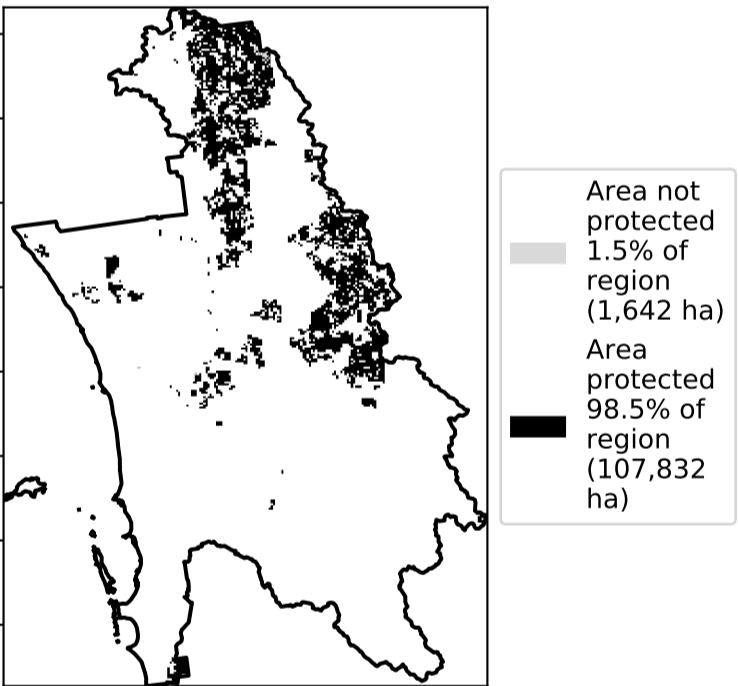 Area not
protected
1.5% of
region
(1,642 ha)
Area
protected
98.5% of
region
(107,832
ha)